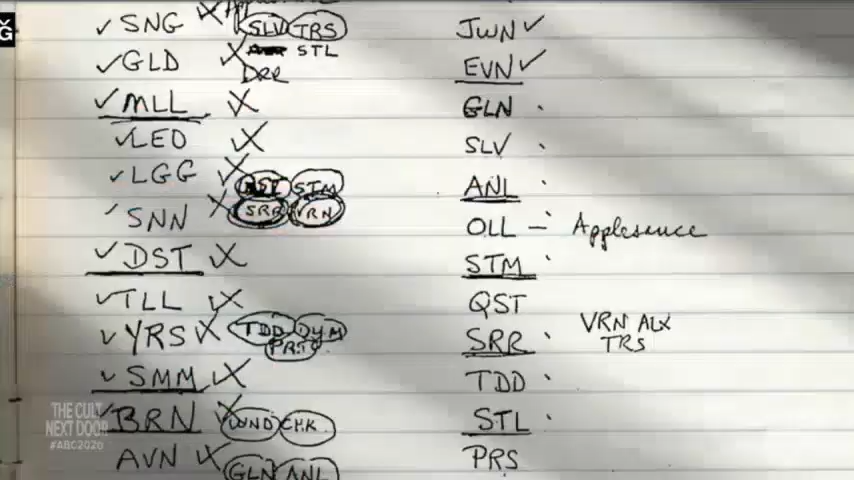 SNG SLV TRS
STL
GLD DRR
MLL
LEO
LGG
STM
SNN SRR VRN
DST
TLL
YRS TDD DYM
PRS
SMM
BRN WND CHK
AVN GLN ANL
JWN
EVN
GLN
SLV
ANL
OLL - Applesauce
STM
QST
SRR VRN ALX
TRS
TDD
STL
PRS
THE CULT
NEXT DOOR
#ABC2020